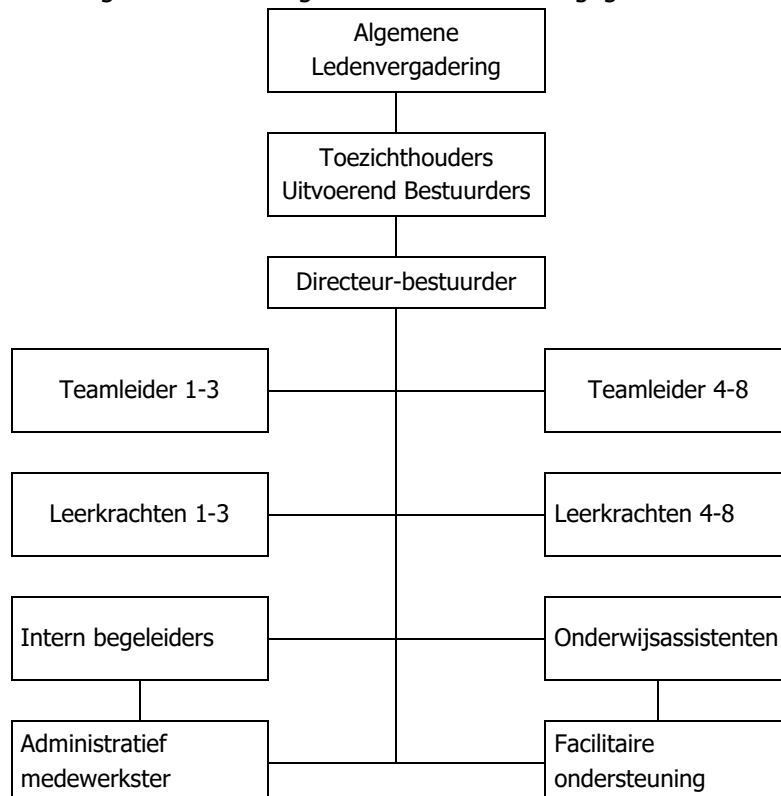 Algemene
Ledenvergadering
Toezichthouders
Uitvoerend Bestuurders
Directeur-bestuurder
Teamleider 1-3
Teamleider 4-8
Leerkrachten 1-3
Leerkrachten 4-8
Intern begeleiders
Onderwijsassistenten
Administratief
medewerkster
Facilitaire
ondersteuning